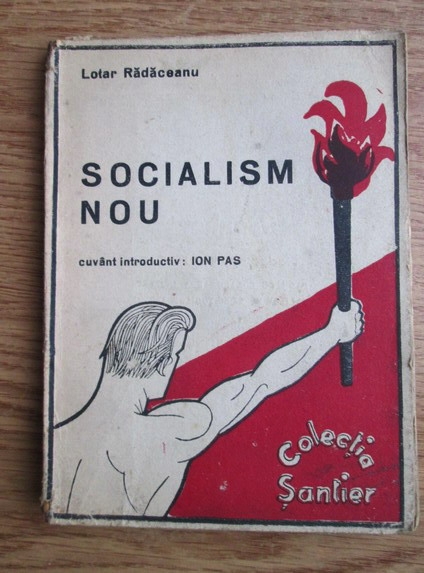 Lotar Rădăceanu
SOCIALISM
NOU
cuvânt introductiv: ION PAS
Colecția
Șantier